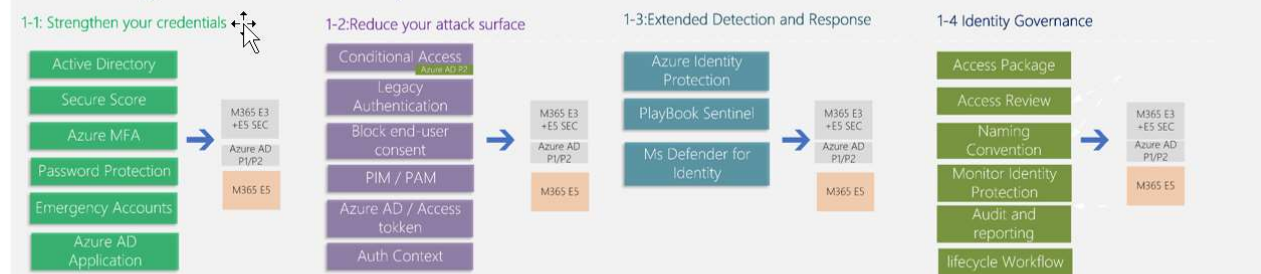 1-1: Strengthen your credentials
Active Directory
Secure Score
Azure MFA
Password Protection
Emergency Accounts
Azure AD
Application
M365 E3
+E5 SEC
Azure AD
P1/P2
M365 E5
1-2:Reduce your attack surface
Conditional Access
Azure AD P2
Legacy
Authentication
Block end-user
consent
PIM / PAM
Azure AD / Access
tokken
Auth Context
M365 E3
+E5 SEC
Azure AD
P1/P2
M365 E5
1-3:Extended Detection and Response
Azure Identity
Protection
PlayBook Sentinel
Ms Defender for
Identity
M365 E3
+E5 SEC
Azure AD
P1/P2
M365 E5
1-4 Identity Governance
Access Package
Access Review
Naming
Convention
Monitor Identity
Protection
Audit and
reporting
lifecycle Workflow
M365 E3
+E5 SEC
Azure AD
P1/P2
M365 E5